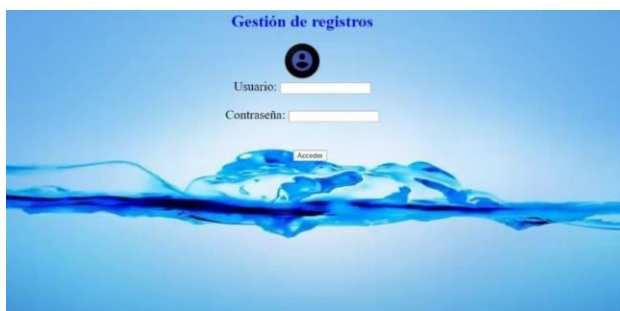 Gestión de registros
Usuario:
Contraseña:
Acceder